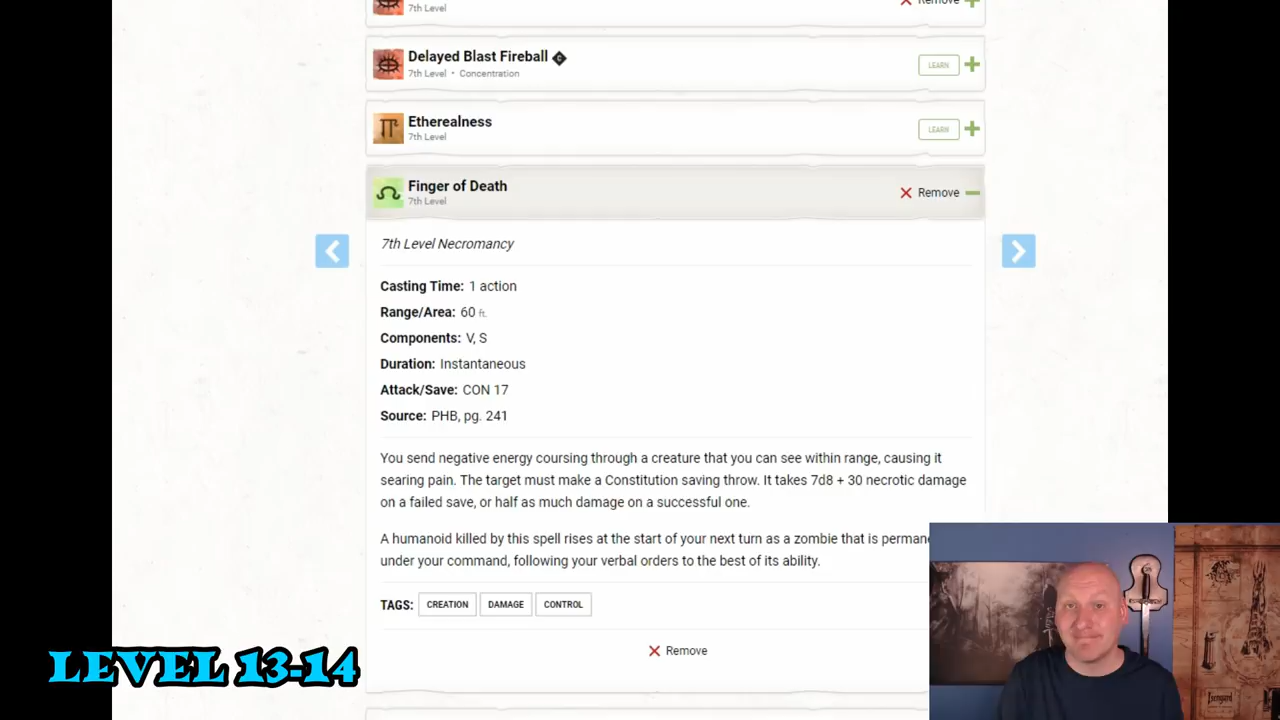 7th Level
Remove
Delayed Blast Fireball C
7th Level • Concentration
LEARN
Etherealness
7th Level
LEARN
Finger of Death
7th Level
Remove
7th Level Necromancy
Casting Time: 1 action
Range/Area: 60 ft.
Components: V, S
Duration: Instantaneous
Attack/Save: CON 17
Source: PHB, pg. 241
You send negative energy coursing through a creature that you can see within range, causing it
searing pain. The target must make a Constitution saving throw. It takes 7d8 + 30 necrotic damage
on a failed save, or half as much damage on a successful one.
A humanoid killed by this spell rises at the start of your next turn as a zombie that is
under your command, following your verbal orders to the best of its ability.
TAGS: CREATION DAMAGE CONTROL
Remove
LEVEL 13-14